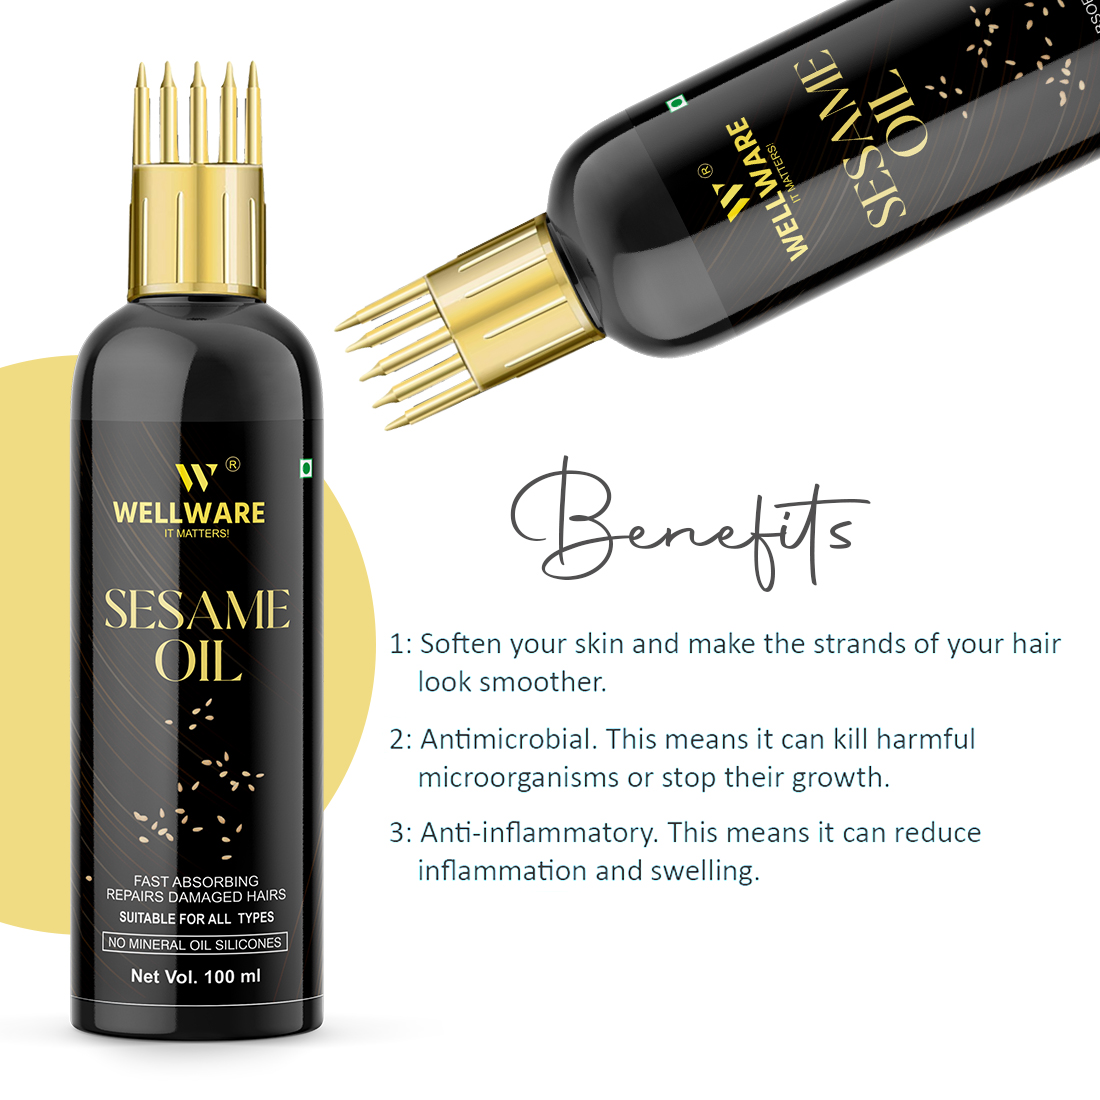 W ®
WELLWARE
IT MATTERS!
SESAME
OIL
FAST ABSORBING
REPAIRS DAMAGED HAIRS
SUITABLE FOR ALL TYPES
NO MINERAL OIL SILICONES
Net Vol. 100 ml
W ®
WELLWARE
IT MATTERS!
SESAME
OIL
Benefits
1: Soften your skin and make the strands of your hair
look smoother.
2: Antimicrobial. This means it can kill harmful
microorganisms or stop their growth.
3: Anti-inflammatory. This means it can reduce
inflammation and swelling.